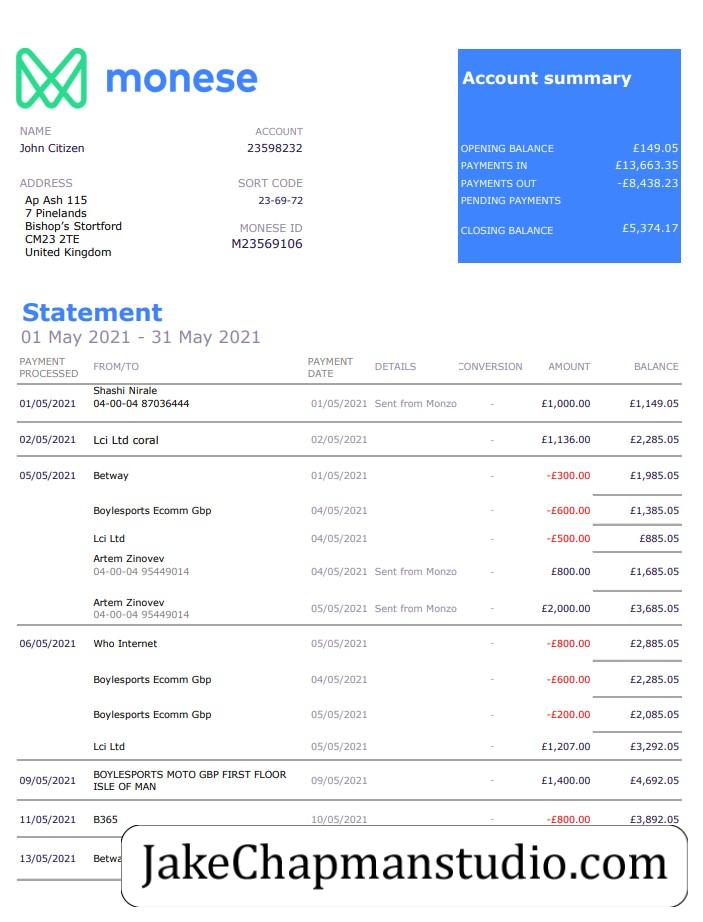 monese
Account summary
NAME ACCOUNT
John Citizen 23598232
OPENING BALANCE £149.05
PAYMENTS IN £13,663.35
PAYMENTS OUT -£8,438.23
PENDING PAYMENTS
CLOSING BALANCE £5,374.17
ADDRESS SORT CODE
Ap Ash 115 23-69-72
7 Pinelands
Bishop’s Stortford MONESE ID
CM23 2TE M23569106
United Kingdom
Statement
01 May 2021 - 31 May 2021
PAYMENT PROCESSED FROM/TO PAYMENT DATE DETAILS CONVERSION AMOUNT BALANCE
Shashi Nirale
01/05/2021 04-00-04 87036444 01/05/2021 Sent from Monzo - £1,000.00 £1,149.05
02/05/2021 Lci Ltd coral 02/05/2021 - £1,136.00 £2,285.05
05/05/2021 Betway 01/05/2021 - -£300.00 £1,985.05
Boylesports Ecomm Gbp 04/05/2021 - -£600.00 £1,385.05
Lci Ltd 04/05/2021 - -£500.00 £885.05
Artem Zinovev
04-00-04 95449014 04/05/2021 Sent from Monzo - £800.00 £1,685.05
Artem Zinovev
04-00-04 95449014 05/05/2021 Sent from Monzo - £2,000.00 £3,685.05
06/05/2021 Who Internet 05/05/2021 - -£800.00 £2,885.05
Boylesports Ecomm Gbp 04/05/2021 - -£600.00 £2,285.05
Boylesports Ecomm Gbp 05/05/2021 - -£200.00 £2,085.05
Lci Ltd 05/05/2021 - £1,207.00 £3,292.05
BOYLESPORTS MOTO GBP FIRST FLOOR
09/05/2021 ISLE OF MAN 09/05/2021 - £1,400.00 £4,692.05
11/05/2021 B365 10/05/2021 - -£800.00 £3,892.05
13/05/2021
JakeChapmanstudio.com